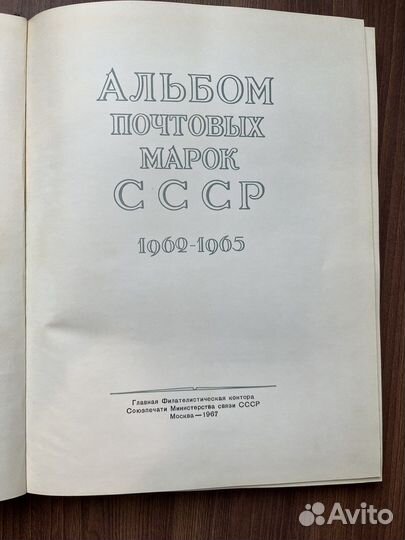 АЛЬБОМ
ПОЧТОВЫХ
МАРОК
СССР
1962-1965
Главная Филателистическая контора
Союзпечати Министерства связи СССР
Москва—1967
Avito